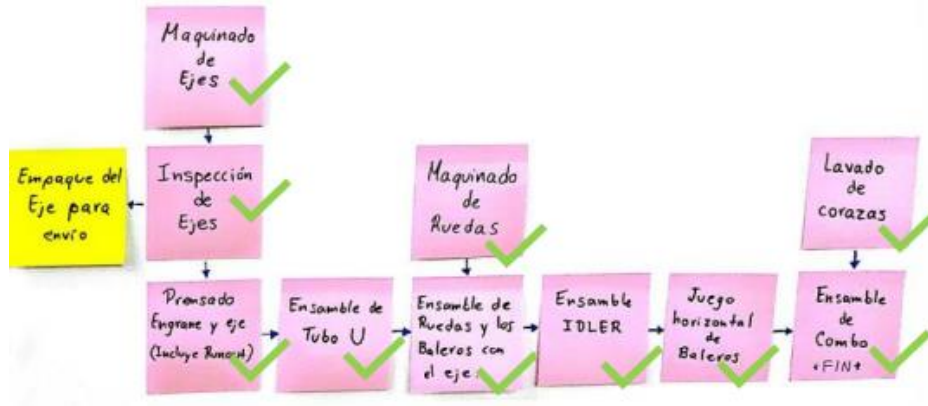 Maquinado
de
Ejes
Empaque del
Eje para
envío
Inspección
de
Ejes
Maquinado
de
Ruedas
Lavado
de
corazas
Prensado
Engrane y eje
(Incluye Runout)
Ensamble de
Tubo U
Ensamble de
Ruedas y los
Baleros con
el eje.
Ensamble
IDLER
Juego
horizontal
de
Baleros
Ensamble
de
Combo
*FIN*